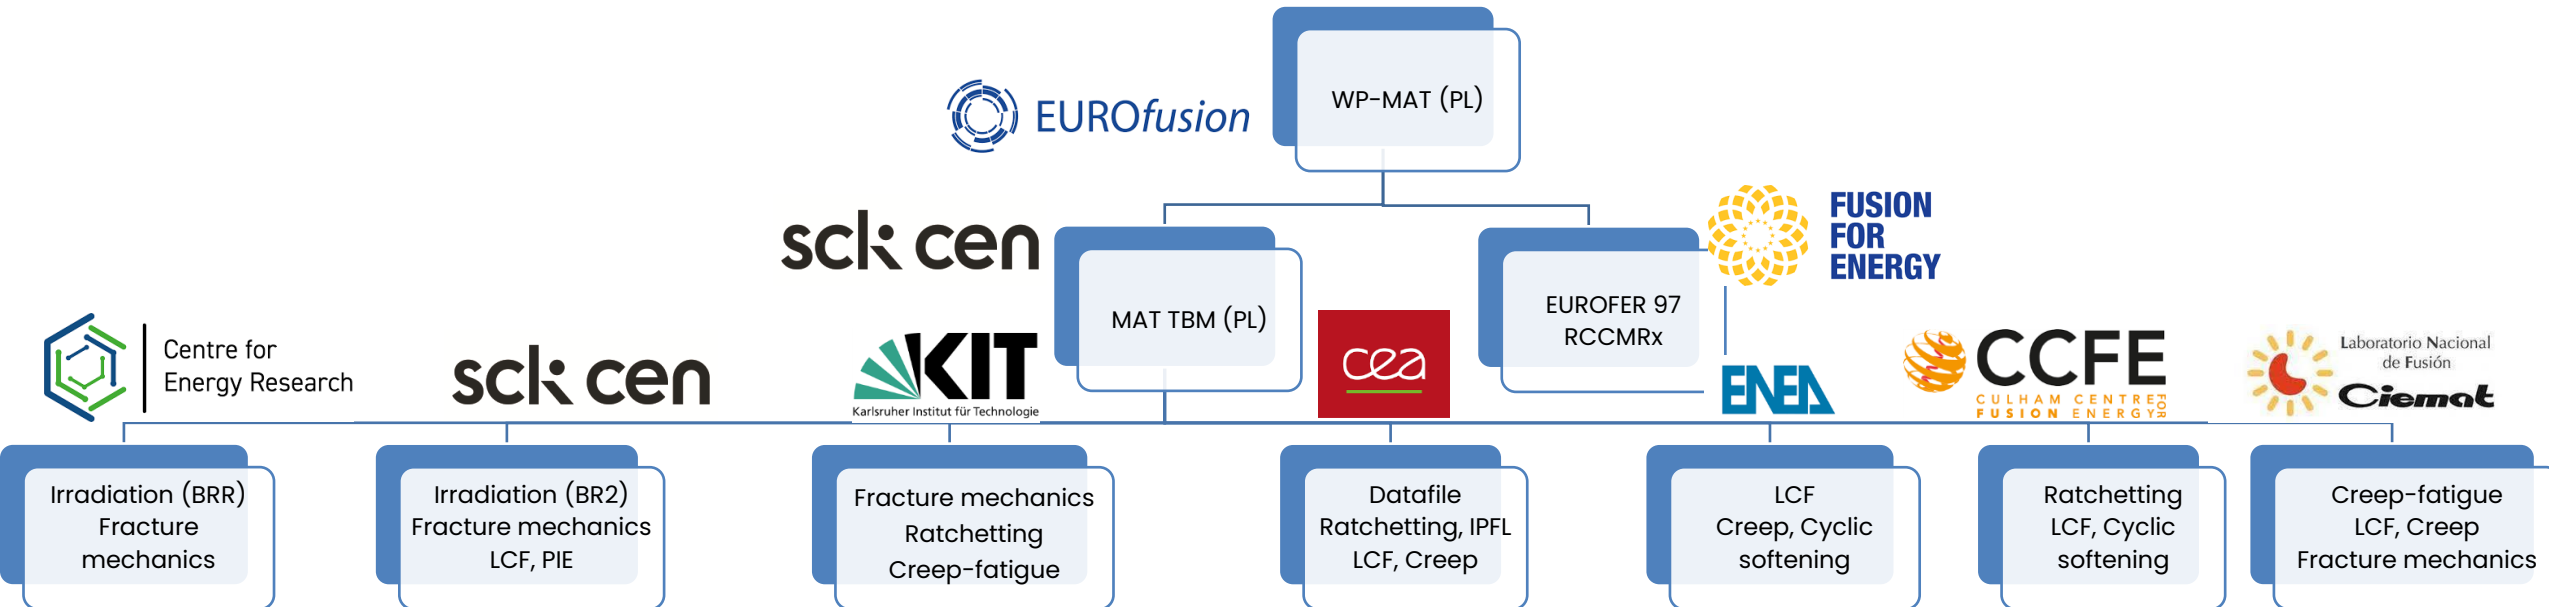 WP-MAT (PL)
EUROfusion
sck cen
MAT TBM (PL)
EUROFER 97
RCCMRx
FUSION
FOR
ENERGY
Centre for
Energy Research
sck cen
KIT
Karlsruher Institut für Technologie
cea
ENEA
CCFE
CULHAM CENTRE
FOR
FUSION ENERGY
Laboratorio Nacional
de Fusión
Ciemat
Irradiation (BRR)
Fracture
mechanics
Irradiation (BR2)
Fracture mechanics
LCF, PIE
Fracture mechanics
Ratchetting
Creep-fatigue
Datafile
Ratchetting, IPFL
LCF, Creep
LCF
Creep, Cyclic
softening
Ratchetting
LCF, Cyclic
softening
Creep-fatigue
LCF, Creep
Fracture mechanics